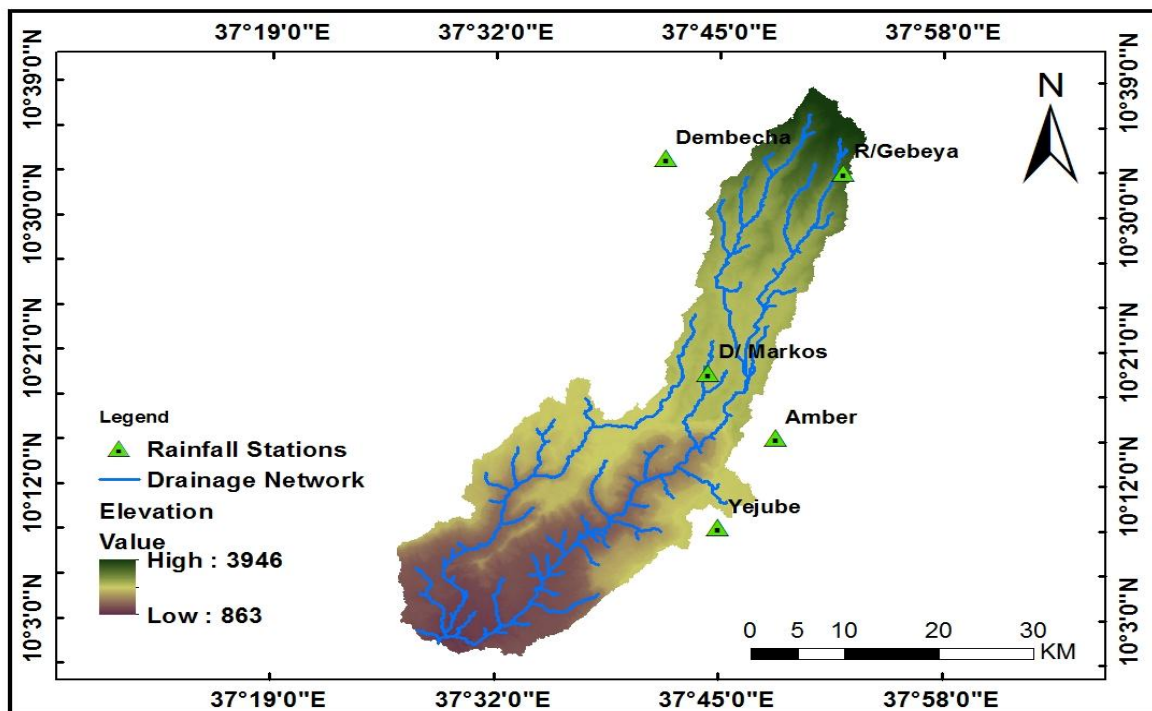 37°19'0"E 37°32'0"E 37°45'0"E 37°58'0"E
10°39'0"N
10°39'0"N
N
Dembecha
R/Gebeya
10°30'0"N
10°30'0"N
D/ Markos
10°21'0"N
10°21'0"N
Amber
Legend
Rainfall Stations
Drainage Network
10°12'0"N
10°12'0"N
Yejube
Elevation
Value
High : 3946
Low : 863
10°3'0"N
10°3'0"N
0 5 10 20 30
KM
37°19'0"E 37°32'0"E 37°45'0"E 37°58'0"E